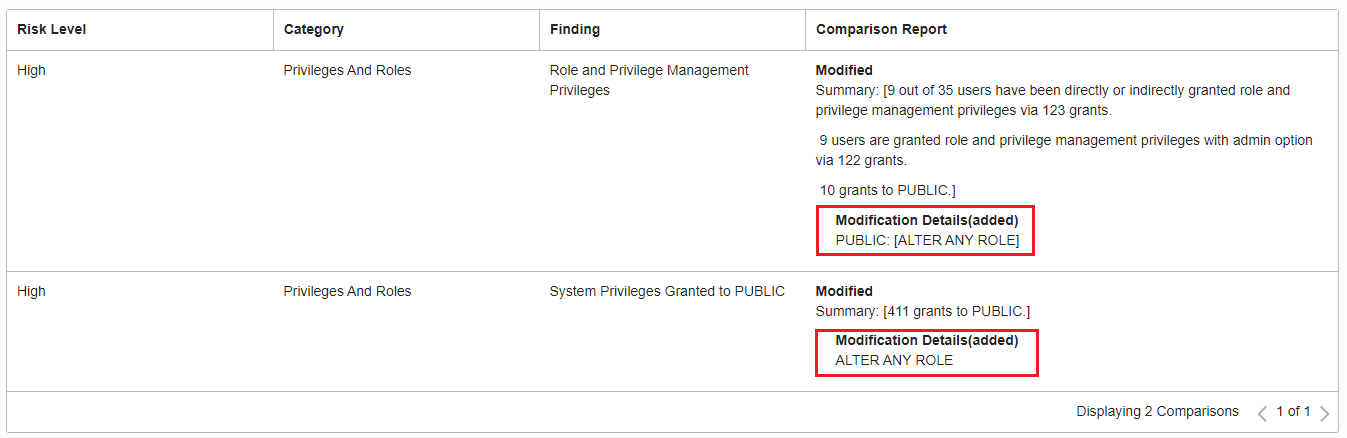 Risk Level
Category
Finding
Comparison Report
High
Privileges And Roles
Role and Privilege Management
Privileges
Modified
Summary: [9 out of 35 users have been directly or indirectly granted role and
privilege management privileges via 123 grants.
9 users are granted role and privilege management privileges with admin option
via 122 grants.
10 grants to PUBLIC.]
Modification Details(added)
PUBLIC: [ALTER ANY ROLE]
High
Privileges And Roles
System Privileges Granted to PUBLIC
Modified
Summary: [411 grants to PUBLIC.]
Modification Details(added)
ALTER ANY ROLE
Displaying 2 Comparisons
1 of 1